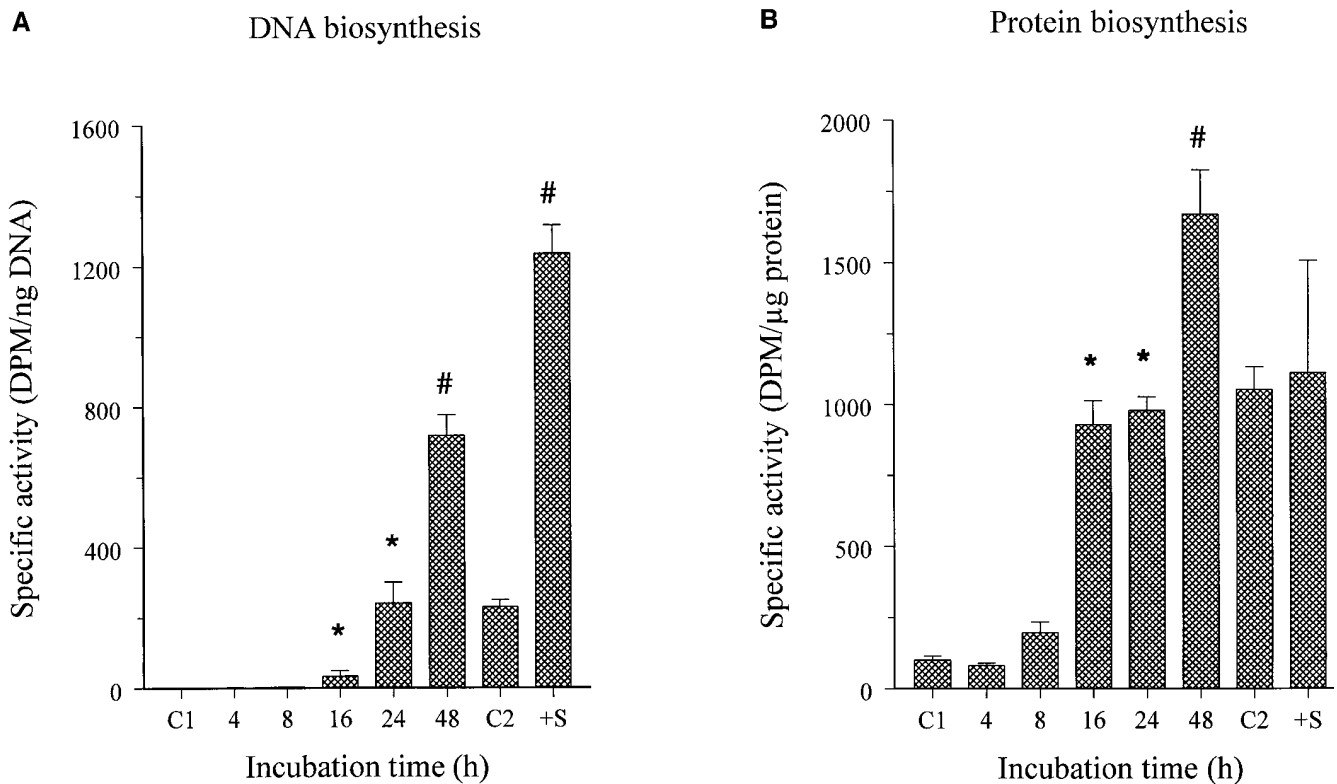 A
DNA biosynthesis
Specific activity (DPM/ng DNA)
1600
1200
800
400
0
*
*
#
#
C1 4 8 16 24 48 C2 +S
Incubation time (h)
B
Protein biosynthesis
Specific activity (DPM/µg protein)
2000
1500
1000
500
0
*
*
#
C1 4 8 16 24 48 C2 +S
Incubation time (h)